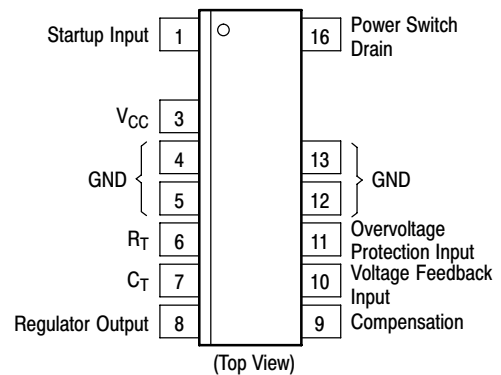 Startup Input 1 16 Power Switch
Drain
VCC 3
4 13
GND GND
5 12
RT 6 11 Overvoltage
Protection Input
CT 7 10 Voltage Feedback
Input
Regulator Output 8 9 Compensation
(Top View)